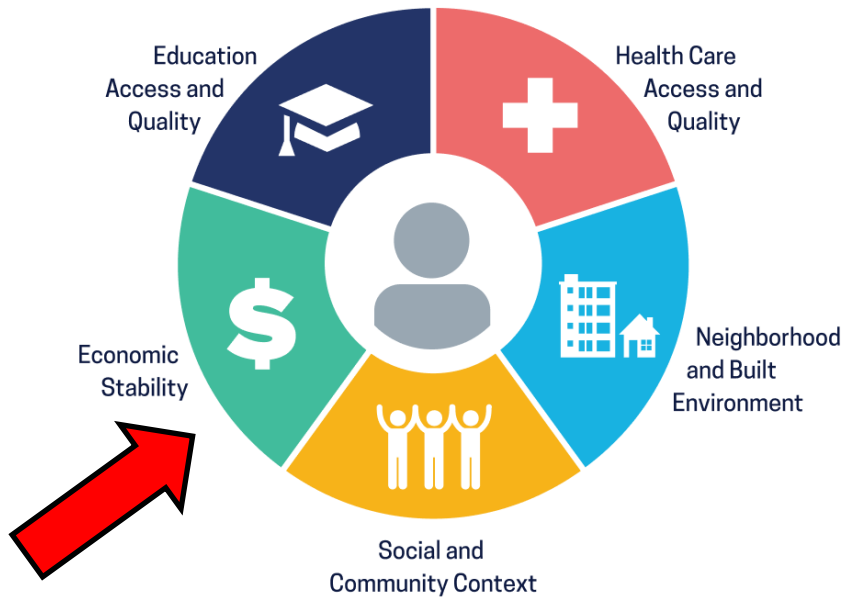 Education
Access and
Quality
Health Care
Access and
Quality
Economic
Stability
Neighborhood
and Built
Environment
Social and
Community Context